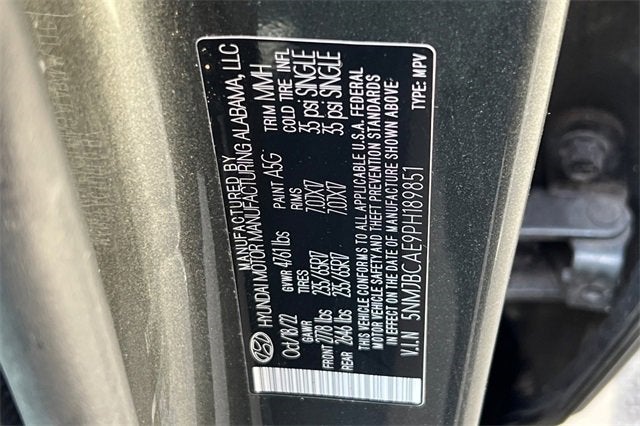 MANUFACTURED BY
HYUNDAI MOTOR MANUFACTURING ALABAMA, LLC
Oct/18/22 GVWR 4761 lbs PAINT A5G TRIM MMH
GAWR TIRES RIMS COLD TIRE INFL
FRONT 2778 lbs 235/65R17 7.0JX17 35 psi SINGLE
REAR 2646 lbs 235/65R17 7.0JX17 35 psi SINGLE
THIS VEHICLE CONFORMS TO ALL APPLICABLE U.S.A. FEDERAL
MOTOR VEHICLE SAFETY AND THEFT PREVENTION STANDARDS
IN EFFECT ON THE DATE OF MANUFACTURE SHOWN ABOVE
V.I.N 5NMJBCAE9PH189851 TYPE: MPV